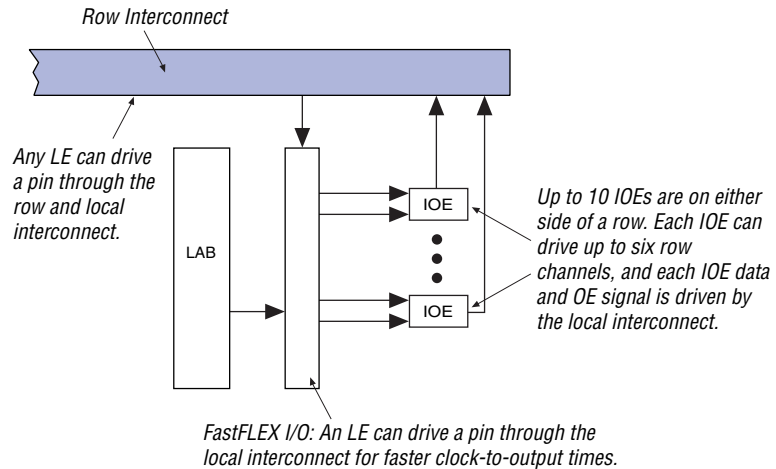 Row Interconnect
Any LE can drive
a pin through the
row and local
interconnect.
LAB
IOE
IOE
Up to 10 IOEs are on either
side of a row. Each IOE can
drive up to six row
channels, and each IOE data
and OE signal is driven by
the local interconnect.
FastFLEX I/O: An LE can drive a pin through the
local interconnect for faster clock-to-output times.